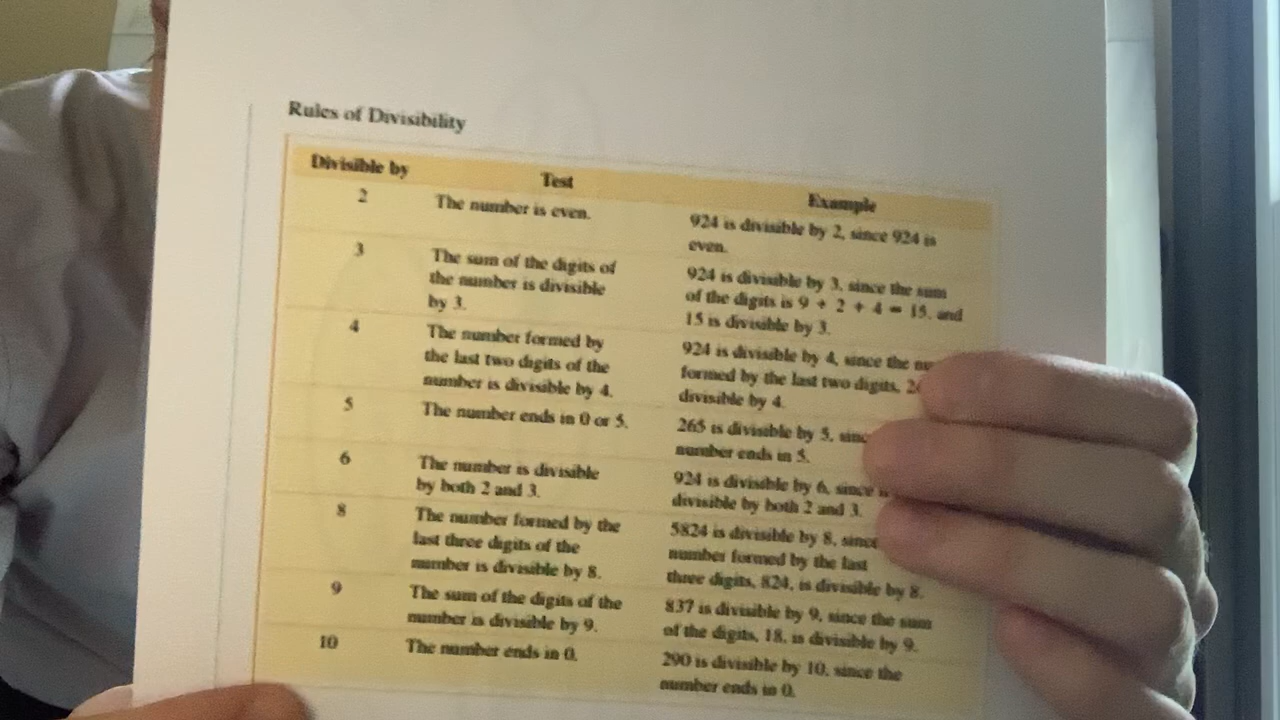 Rules of Divisibility
Divisible by Test Example
2 The number is even. 924 is divisible by 2, since 924 is
even.
3 The sum of the digits of
the number is divisible
by 3.
924 is divisible by 3, since the sum
of the digits is 9 + 2 + 4 = 15, and
15 is divisible by 3.
4 The number formed by
the last two digits of the
number is divisible by 4.
924 is divisible by 4, since the
formed by the last two digits,
divisible by 4.
5 The number ends in 0 or 5.
265 is divisible by 5,
number ends in 5.
6 The number is divisible
by both 2 and 3.
924 is divisible by 6, since
divisible by both 2 and 3.
8 The number formed by the
last three digits of the
number is divisible by 8.
5824 is divisible by 8, since
number formed by the last
three digits, 824, is divisible by 8.
9 The sum of the digits of the
number is divisible by 9.
837 is divisible by 9, since the sum
of the digits, 18, is divisible by 9.
10 The number ends in 0.
290 is divisible by 10, since the
number ends in 0.